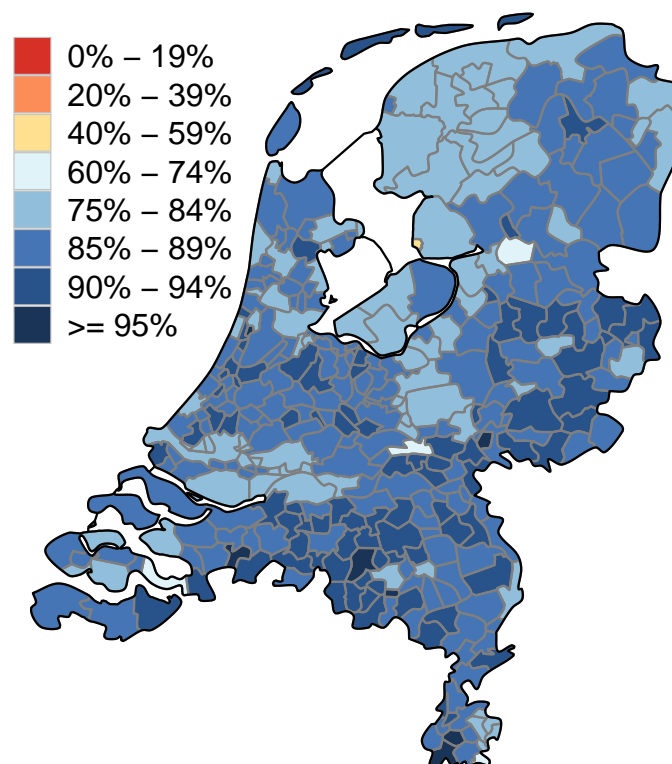 0% – 19%
20% – 39%
40% – 59%
60% – 74%
75% – 84%
85% – 89%
90% – 94%
>= 95%